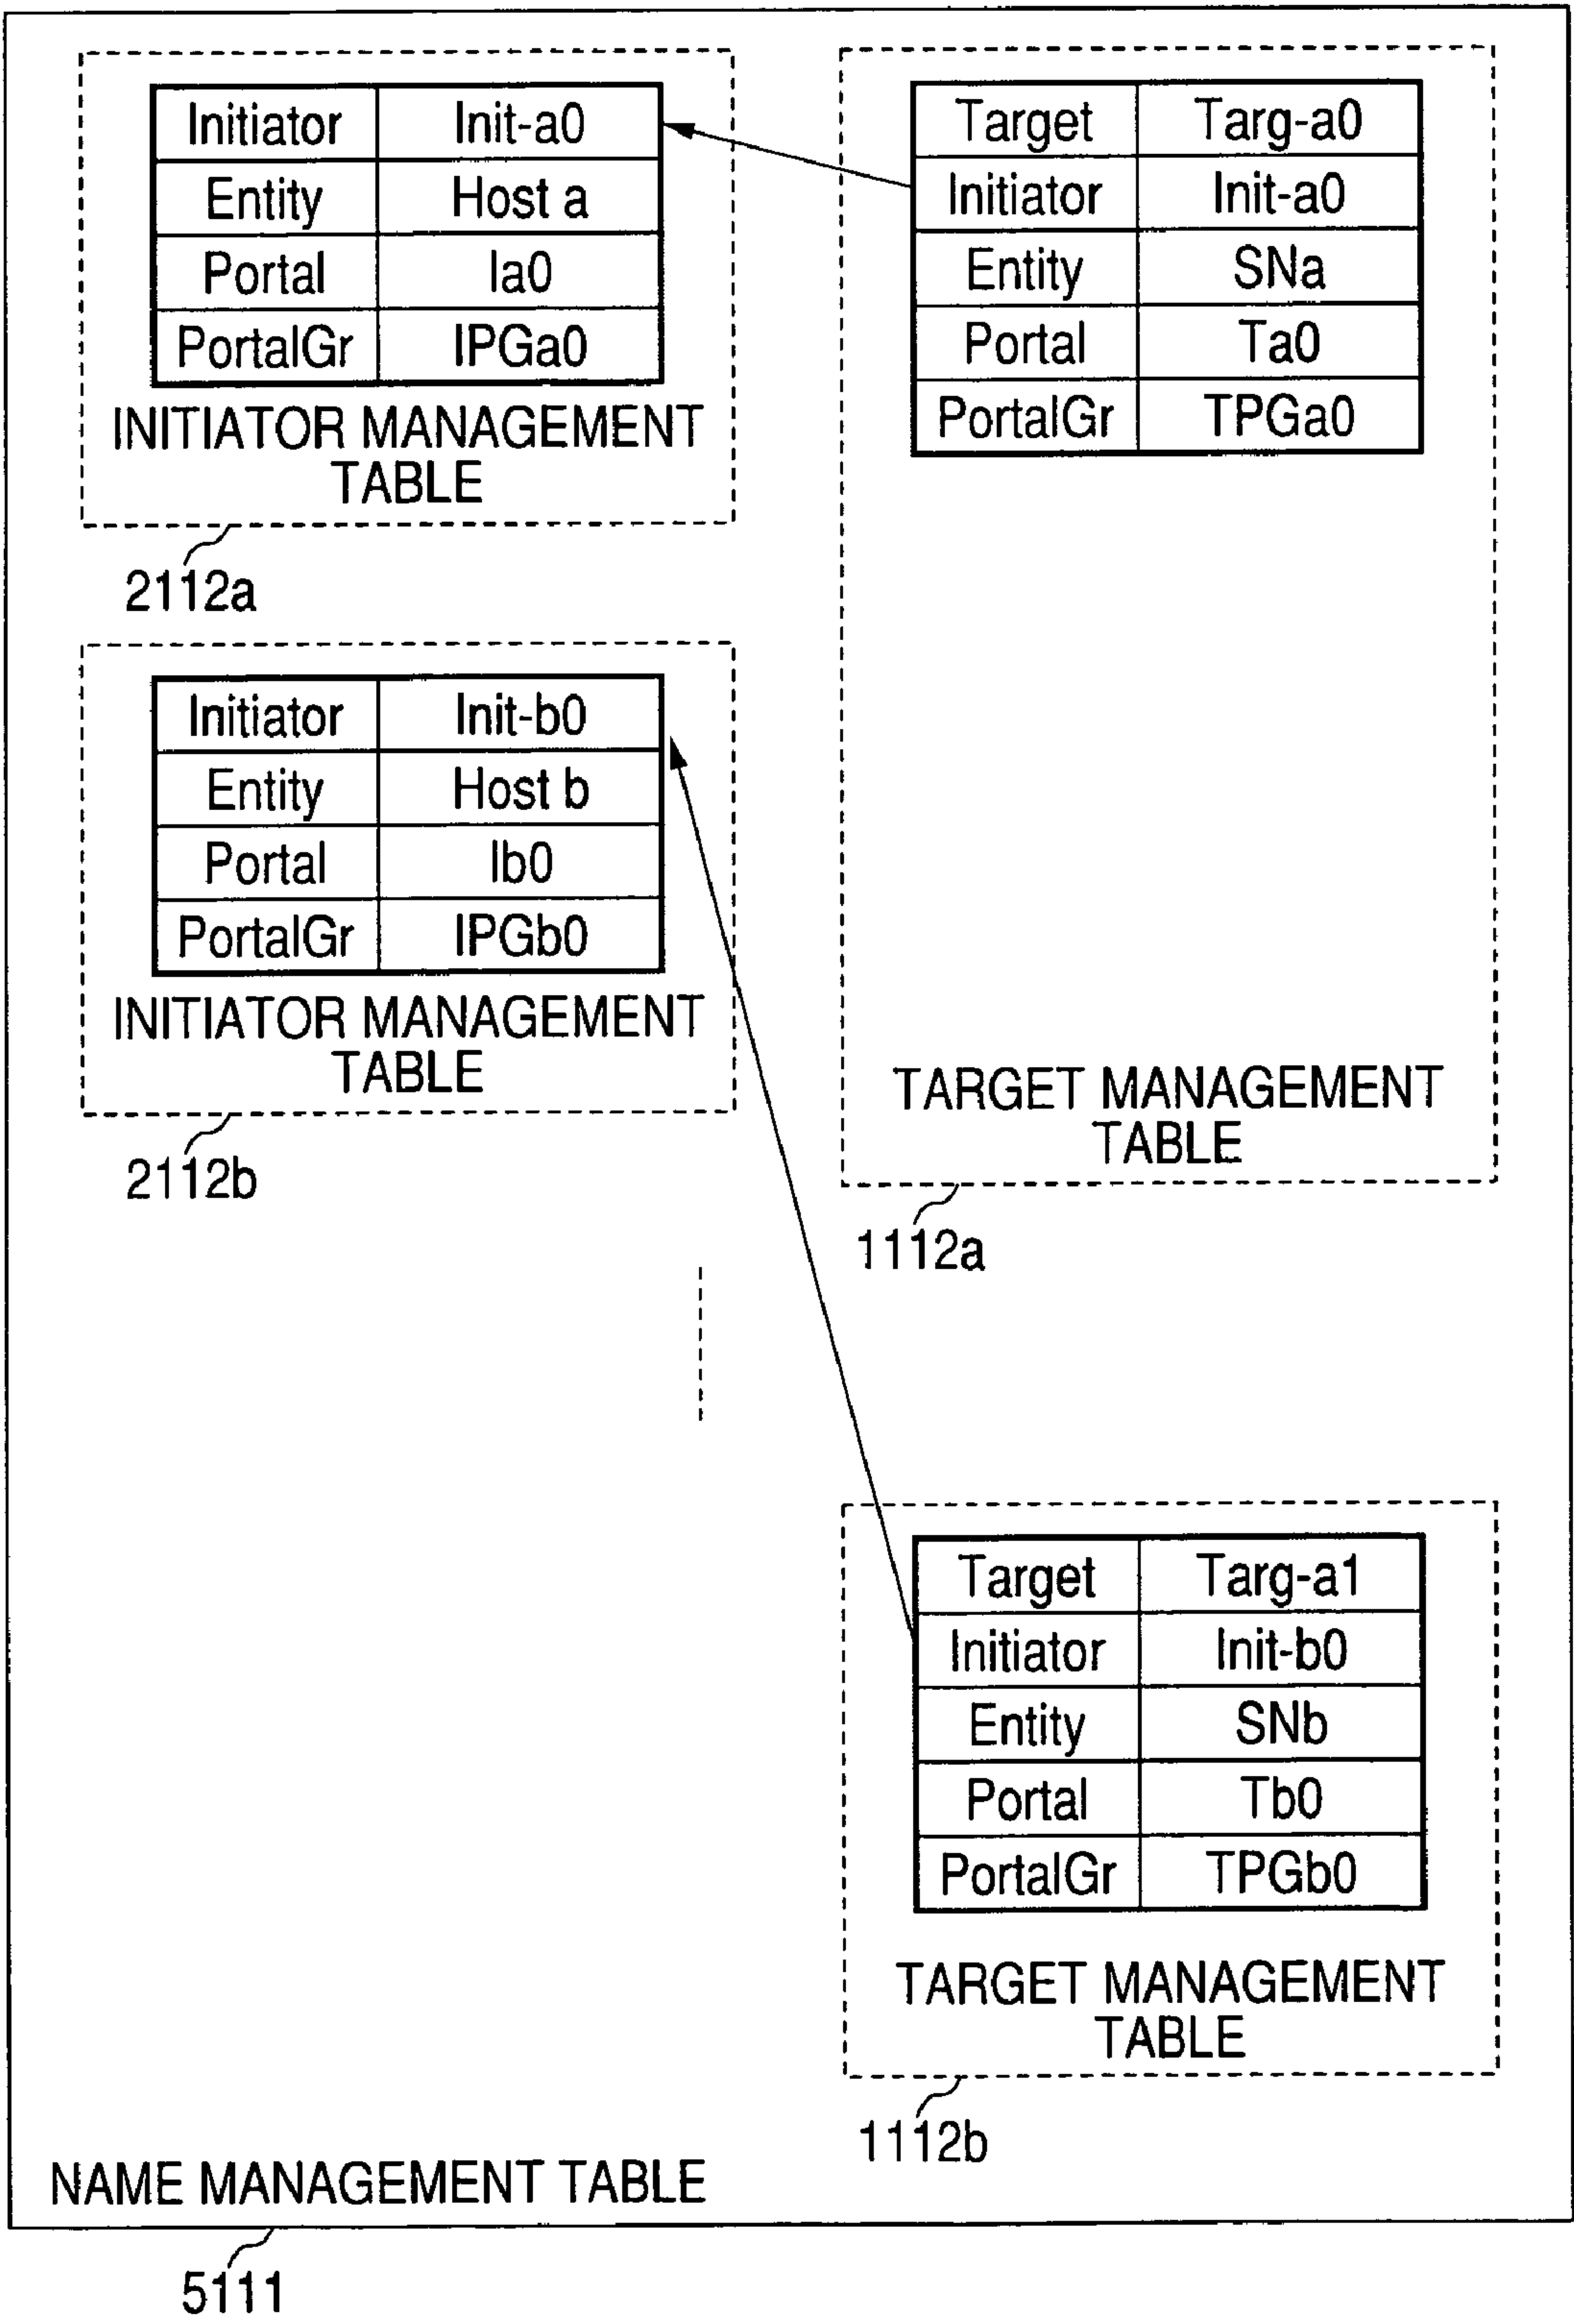 Initiator Init-a0
Entity Host a
Portal Ia0
PortalGr IPGa0
INITIATOR MANAGEMENT
TABLE
2112a
Target Targ-a0
Initiator Init-a0
Entity SNa
Portal Ta0
PortalGr TPGa0
TARGET MANAGEMENT
TABLE
1112a
Initiator Init-b0
Entity Host b
Portal Ib0
PortalGr IPGb0
INITIATOR MANAGEMENT
TABLE
2112b
Target Targ-a1
Initiator Init-b0
Entity SNb
Portal Tb0
PortalGr TPGb0
TARGET MANAGEMENT
TABLE
1112b
NAME MANAGEMENT TABLE
5111